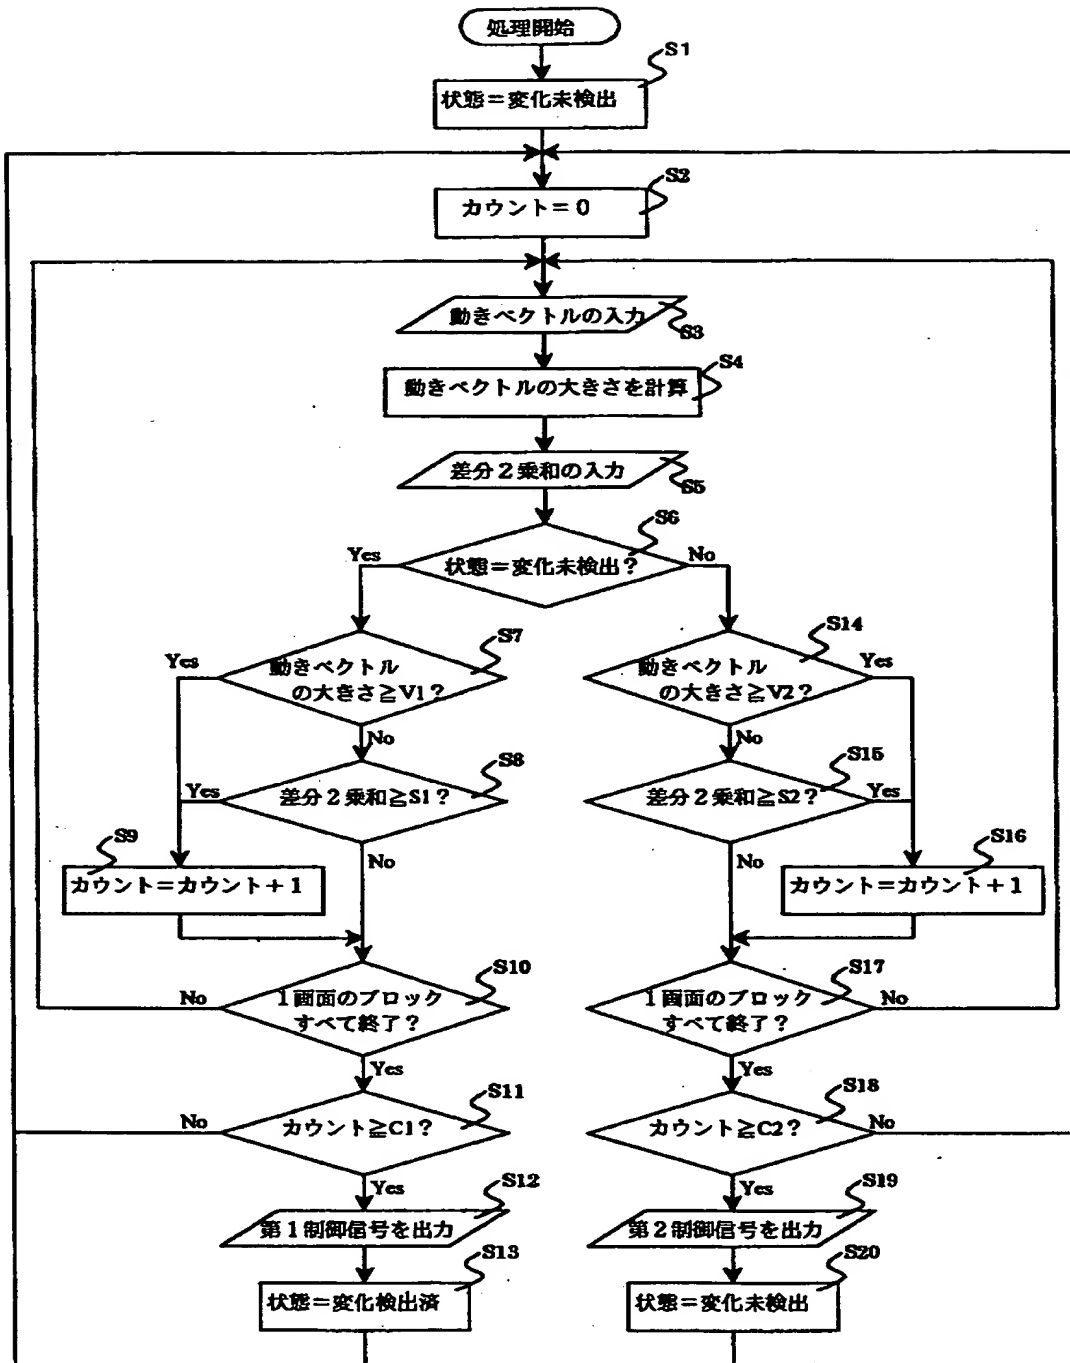 処理開始
S1
状態＝変化未検出
S2
カウント＝0
動きベクトルの入力
S3
S4
動きベクトルの大きさを計算
差分2乗和の入力
S5
S6
Yes
状態＝変化未検出？
No
S7
Yes
動きベクトル
の大きさ≧V1？
No
S14
動きベクトル
の大きさ≧V2？
Yes
No
S8
Yes
差分2乗和≧S1？
No
S15
差分2乗和≧S2？
Yes
No
S9
カウント＝カウント＋1
S16
カウント＝カウント＋1
S10
No
1画面のブロック
すべて終了？
Yes
S17
1画面のブロック
すべて終了？
No
Yes
S11
No
カウント≧C1？
Yes
S18
カウント≧C2？
No
Yes
S12
第1制御信号を出力
S19
第2制御信号を出力
S13
状態＝変化検出済
S20
状態＝変化未検出